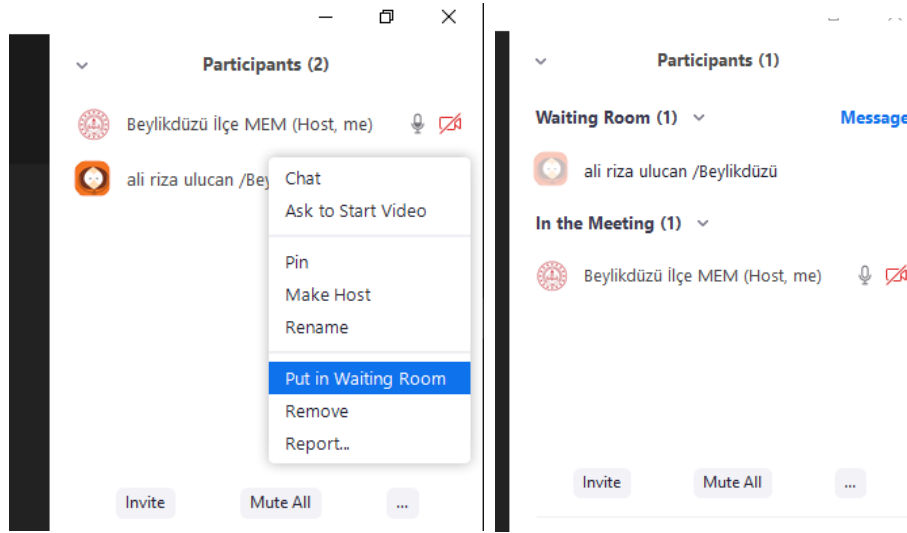 Participants (2)
Beylikdüzü İlçe MEM (Host, me)
ali riza ulucan /Bey
Chat
Ask to Start Video
Pin
Make Host
Rename
Put in Waiting Room
Remove
Report...
Invite
Mute All
...
Participants (1)
Waiting Room (1)
Message
ali riza ulucan /Beylikdüzü
In the Meeting (1)
Beylikdüzü İlçe MEM (Host, me)
Invite
Mute All
...